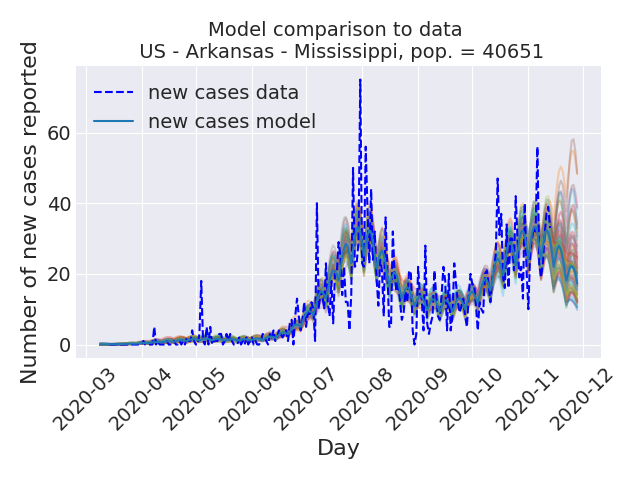 Model comparison to data
US - Arkansas - Mississippi, pop. = 40651
Number of new cases reported
new cases data
new cases model
60
40
20
0
2020-03
2020-04
2020-05
2020-06
2020-07
2020-08
2020-09
2020-10
2020-11
2020-12
Day